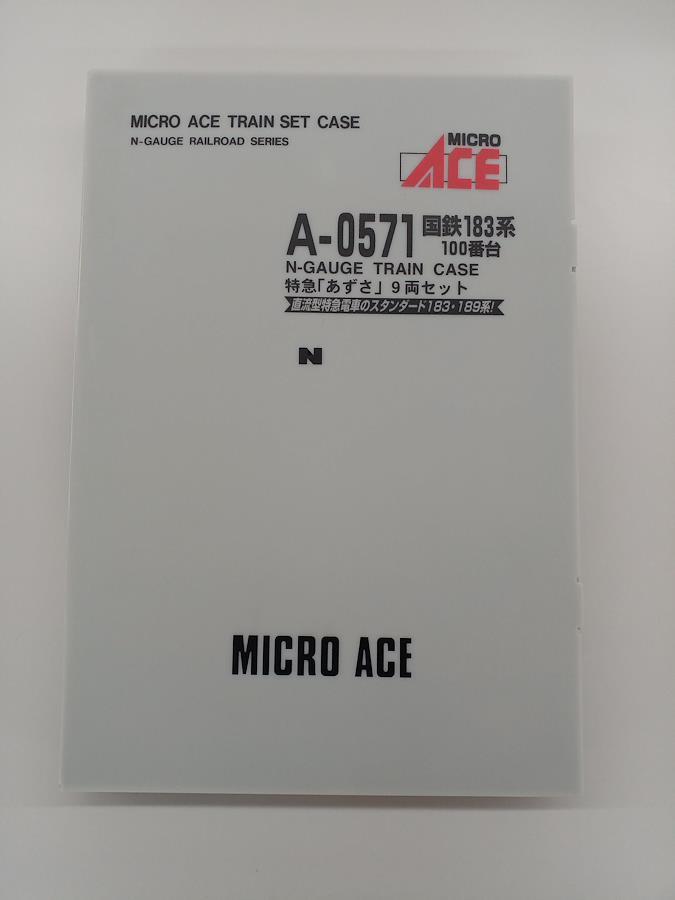 MICRO ACE TRAIN SET CASE
N-GAUGE RAILROAD SERIES
MICRO
ACE
A-0571 国鉄183系
100番台
N-GAUGE TRAIN CASE
特急「あずさ」9両セット
直流型特急電車のスタンダード183・189系!
N
MICRO ACE